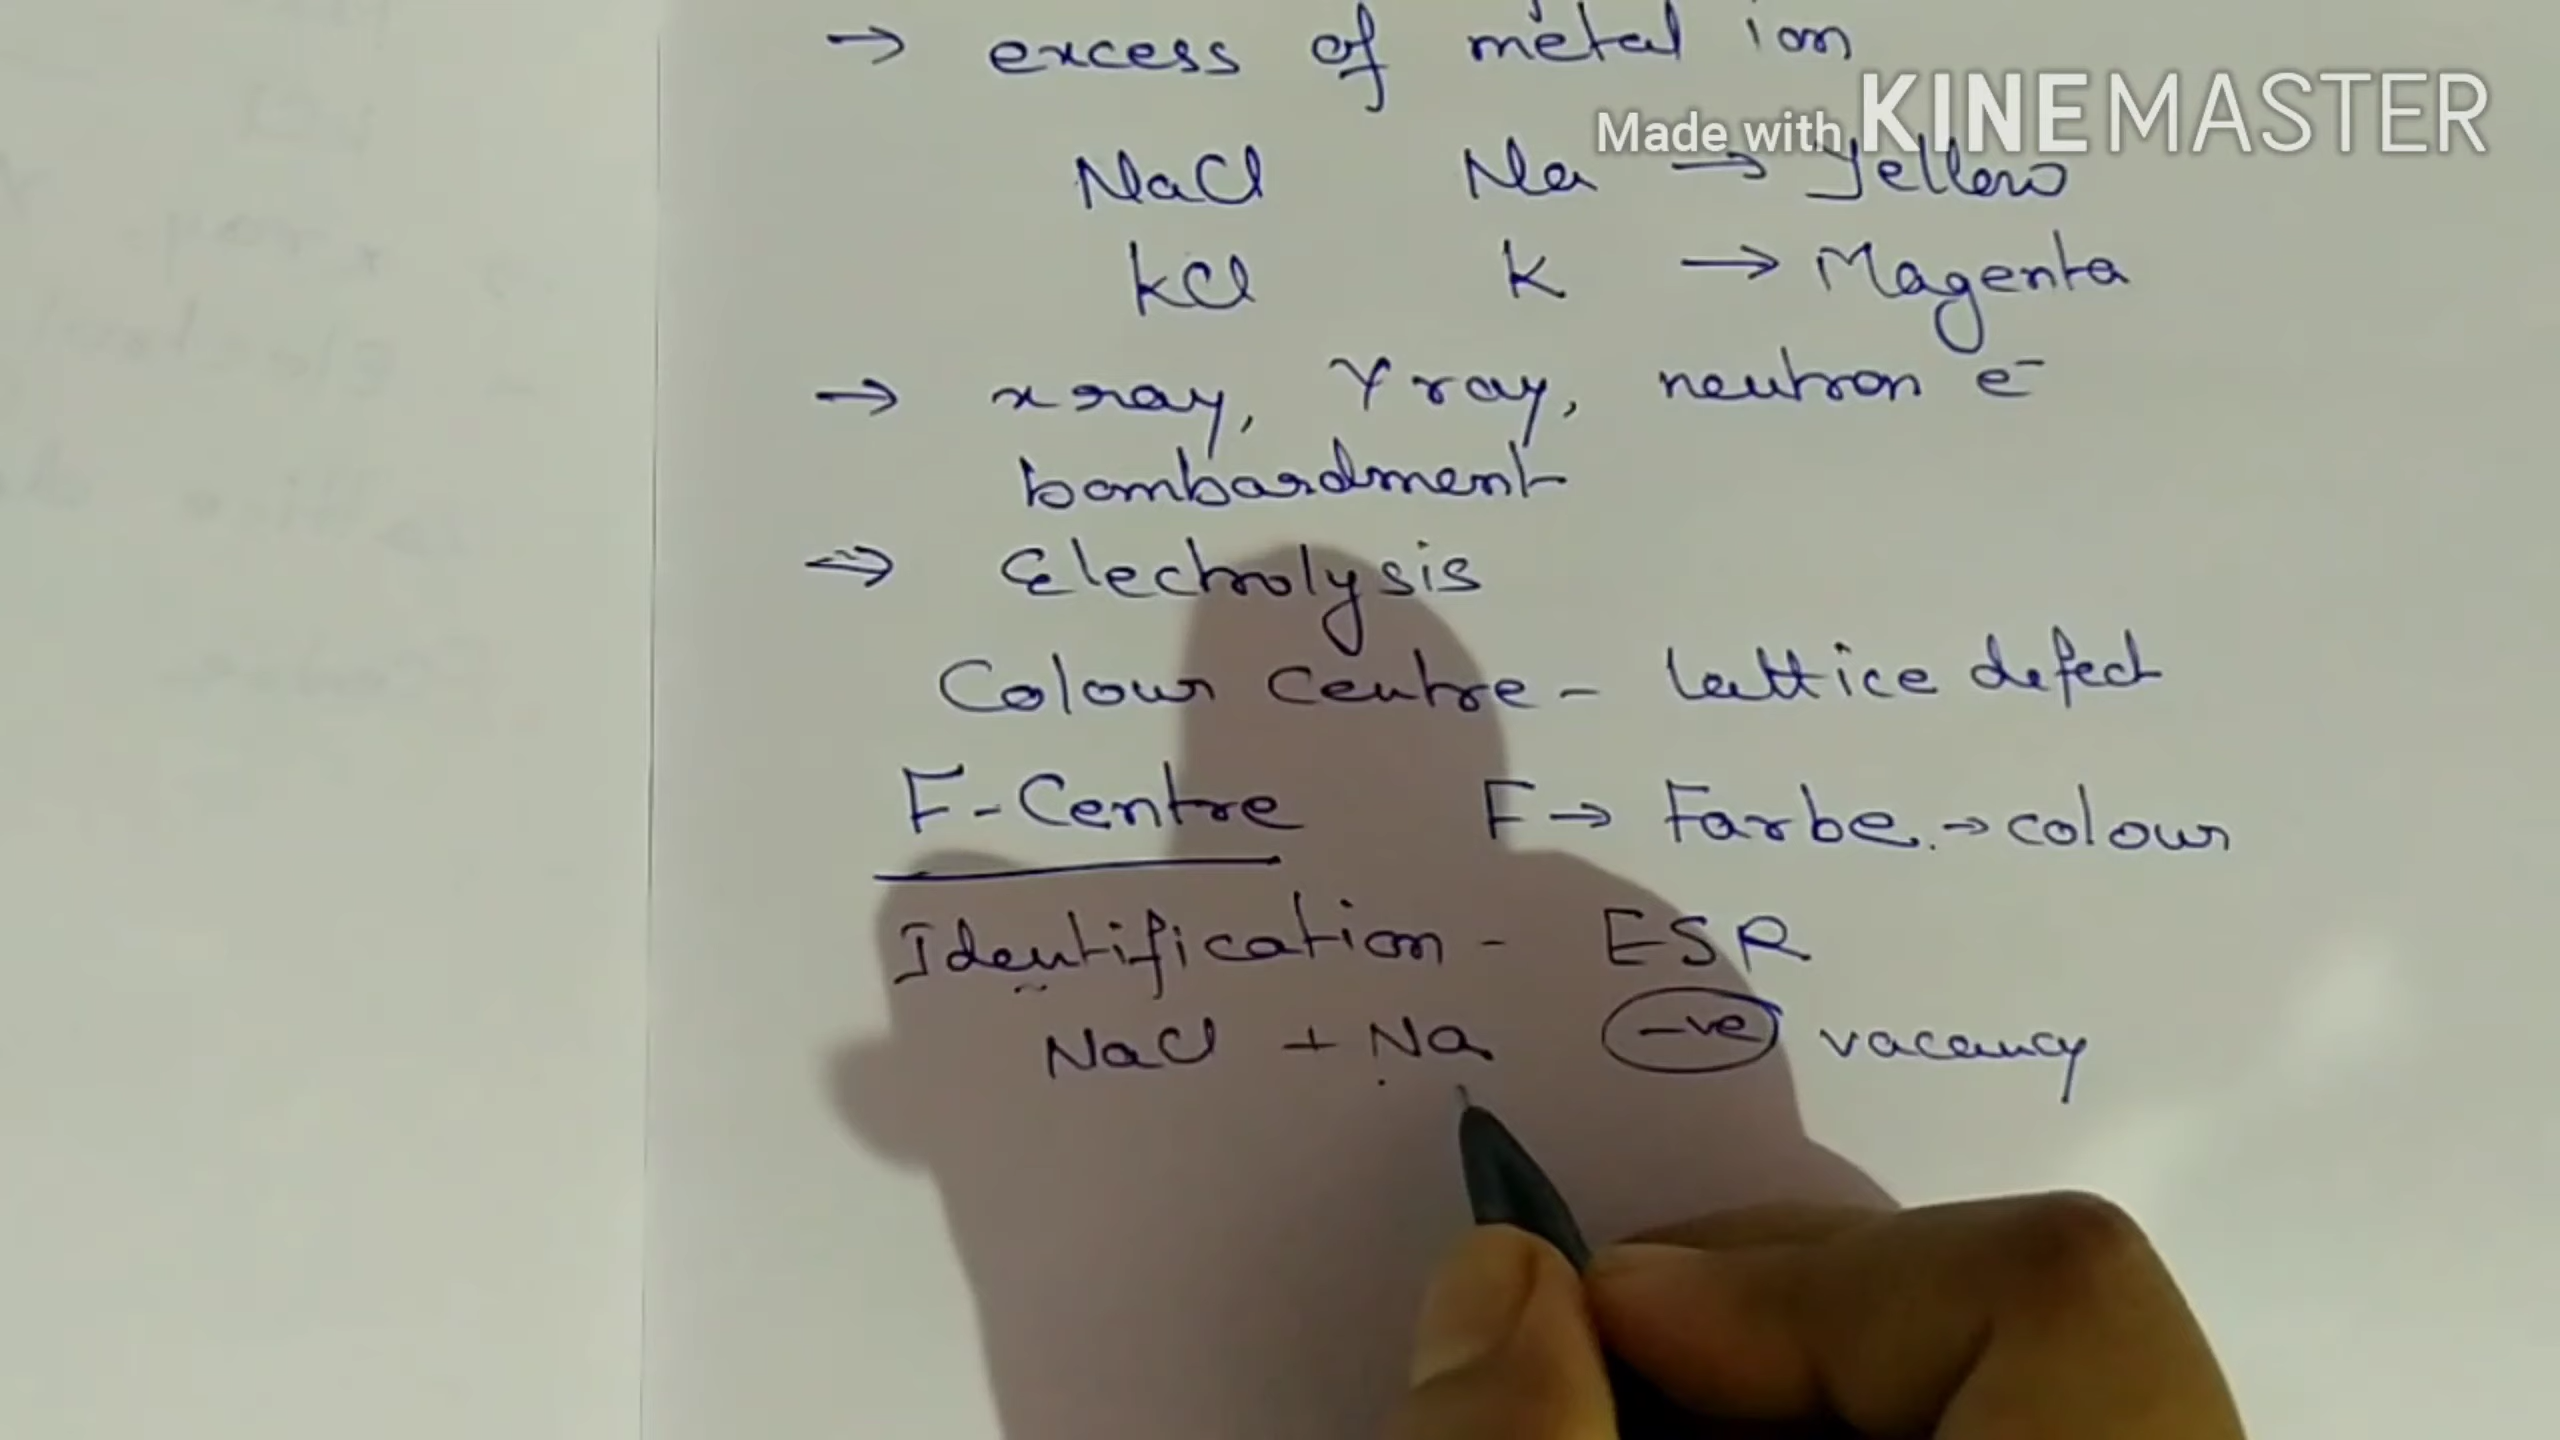 → excess of metal ion
Made with KINEMASTER
NaCl Na → Yellow
KCl K → Magenta
→ x ray, γ ray, neutron e⁻
bombardment
⇒ Electrolysis
Colour Centre - lattice defect
F-Centre F → Farbe. → colour
Identification - ESR
NaCl + Na -ve vacancy